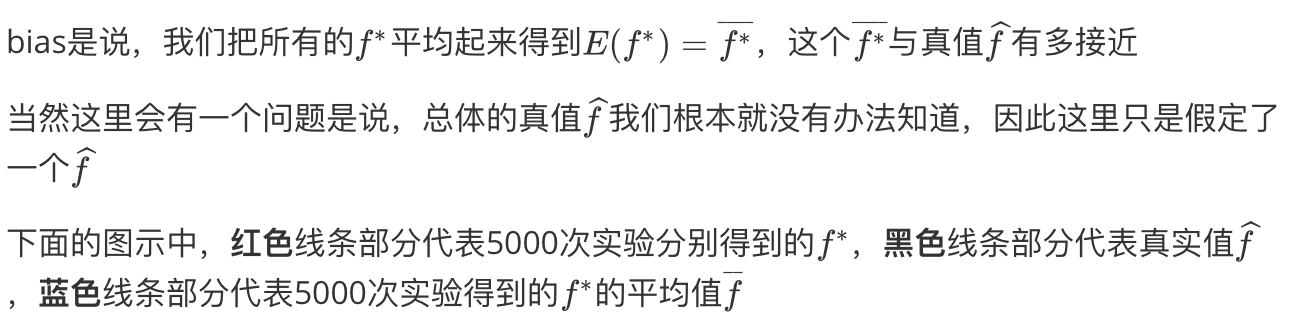 bias是说，我们把所有的$f^*$平均起来得到$E(f^*) = \overline{f^*}$，这个$\overline{f^*}$与真值$\widehat{f}$有多接近
当然这里会有一个问题是说，总体的真值$\widehat{f}$我们根本就没有办法知道，因此这里只是假定了
一个$\widehat{f}$
下面的图示中，红色线条部分代表5000次实验分别得到的$f^*$，黑色线条部分代表真实值$\widehat{f}$
，蓝色线条部分代表5000次实验得到的$f^*$的平均值$\overline{f}$